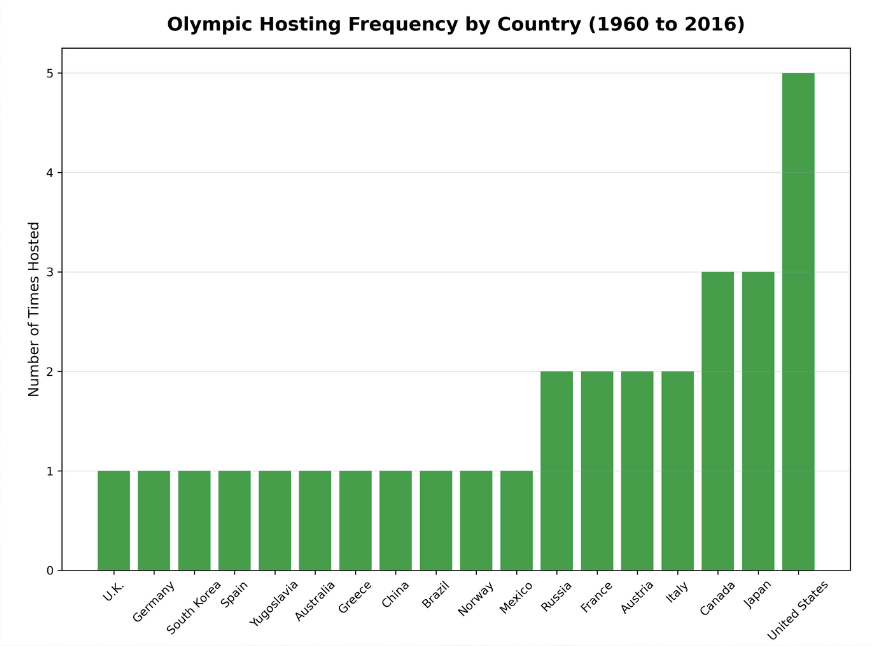 Olympic Hosting Frequency by Country (1960 to 2016)
Number of Times Hosted
5
4
3
2
1
0
U.K.
Germany
South Korea
Spain
Yugoslavia
Australia
Greece
China
Brazil
Norway
Mexico
Russia
France
Austria
Italy
Canada
Japan
United States